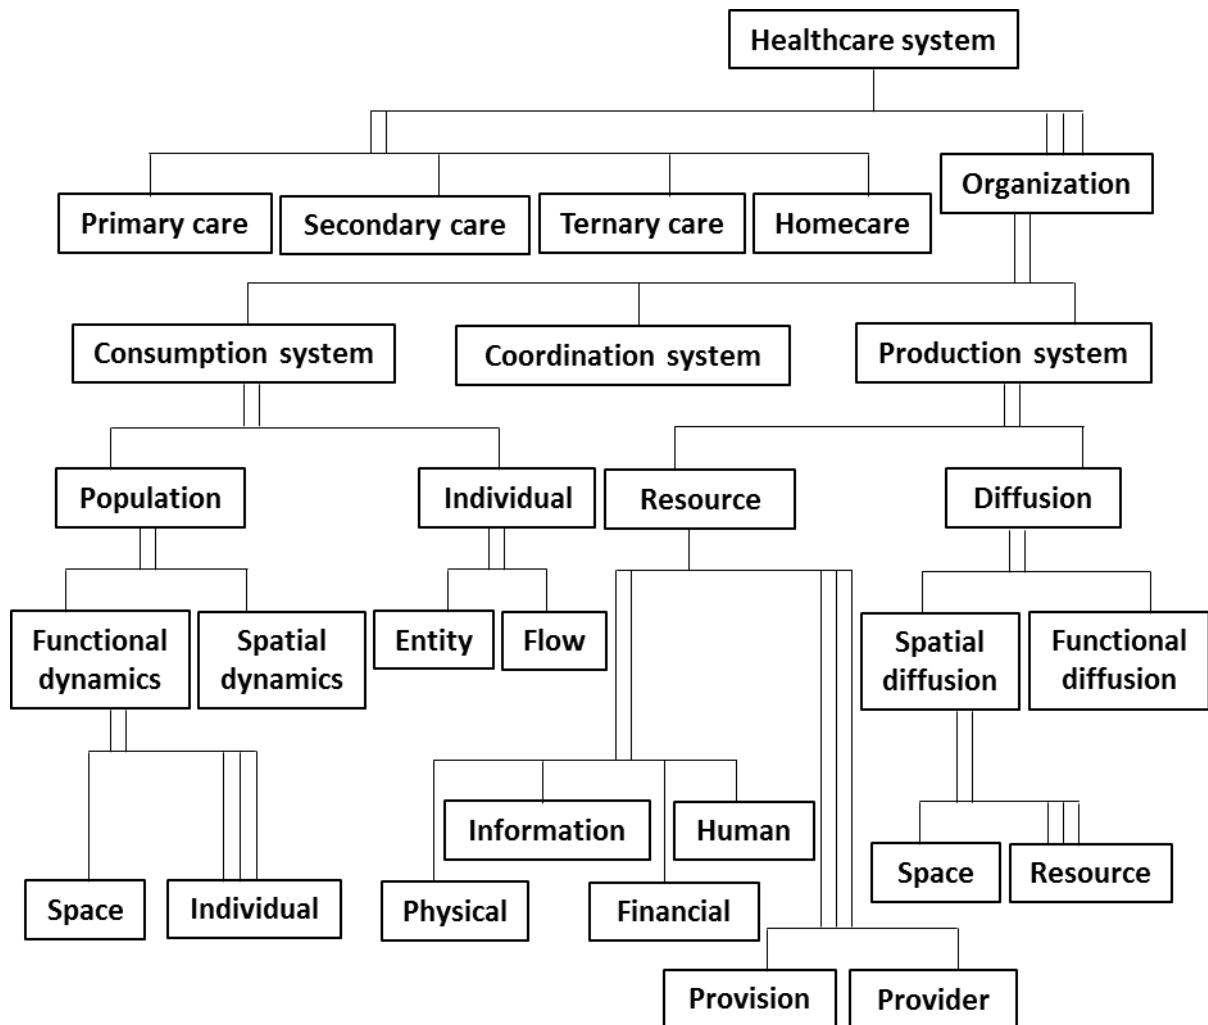 Healthcare system
Organization
Primary care
Secondary care
Ternary care
Homecare
Consumption system
Coordination system
Production system
Population
Individual
Resource
Diffusion
Functional
dynamics
Spatial
dynamics
Entity
Flow
Spatial
diffusion
Functional
diffusion
Information
Human
Space
Resource
Space
Individual
Physical
Financial
Provision
Provider